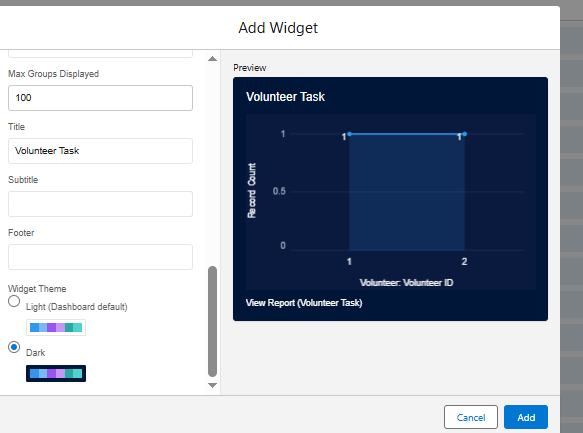 Add Widget
Max Groups Displayed
100
Title
Volunteer Task
Subtitle
Footer
Widget Theme
Light (Dashboard default)
Dark
Preview
Volunteer Task
Record Count
1
0.5
0
1
1
1
2
Volunteer: Volunteer ID
View Report (Volunteer Task)
Cancel
Add